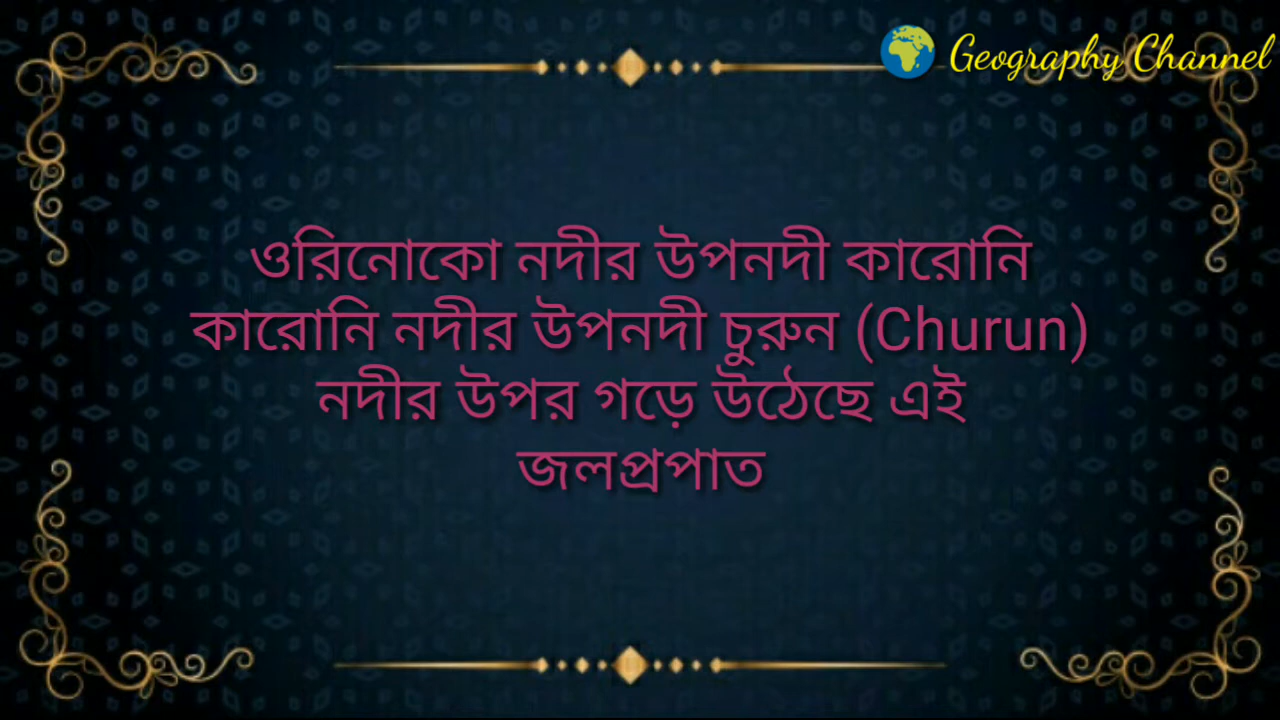 Geography Channel
ওরিনোকো নদীর উপনদী কারোনি
কারোনি নদীর উপনদী চুরুন (Churun)
নদীর উপর গড়ে উঠেছে এই
জলপ্রপাত